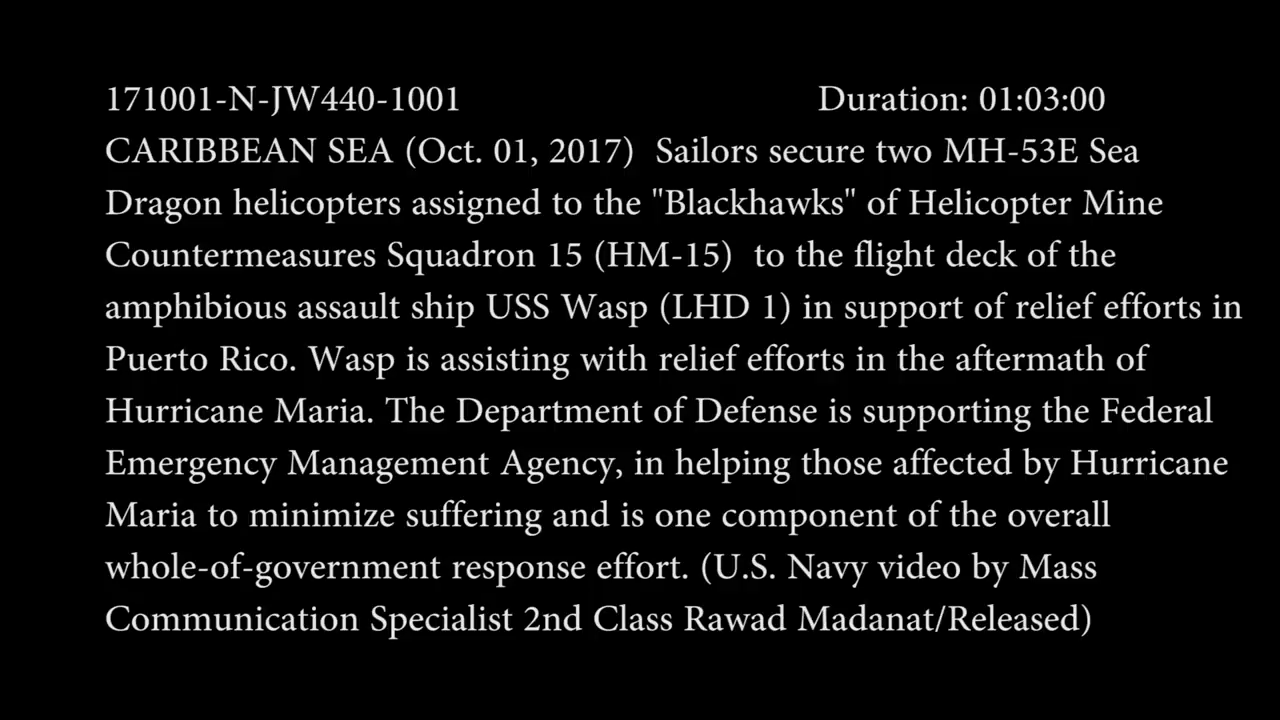 171001-N-JW440-1001 Duration: 01:03:00
CARIBBEAN SEA (Oct. 01, 2017)  Sailors secure two MH-53E Sea
Dragon helicopters assigned to the "Blackhawks" of Helicopter Mine
Countermeasures Squadron 15 (HM-15)  to the flight deck of the
amphibious assault ship USS Wasp (LHD 1) in support of relief efforts in
Puerto Rico. Wasp is assisting with relief efforts in the aftermath of
Hurricane Maria. The Department of Defense is supporting the Federal
Emergency Management Agency, in helping those affected by Hurricane
Maria to minimize suffering and is one component of the overall
whole-of-government response effort. (U.S. Navy video by Mass
Communication Specialist 2nd Class Rawad Madanat/Released)